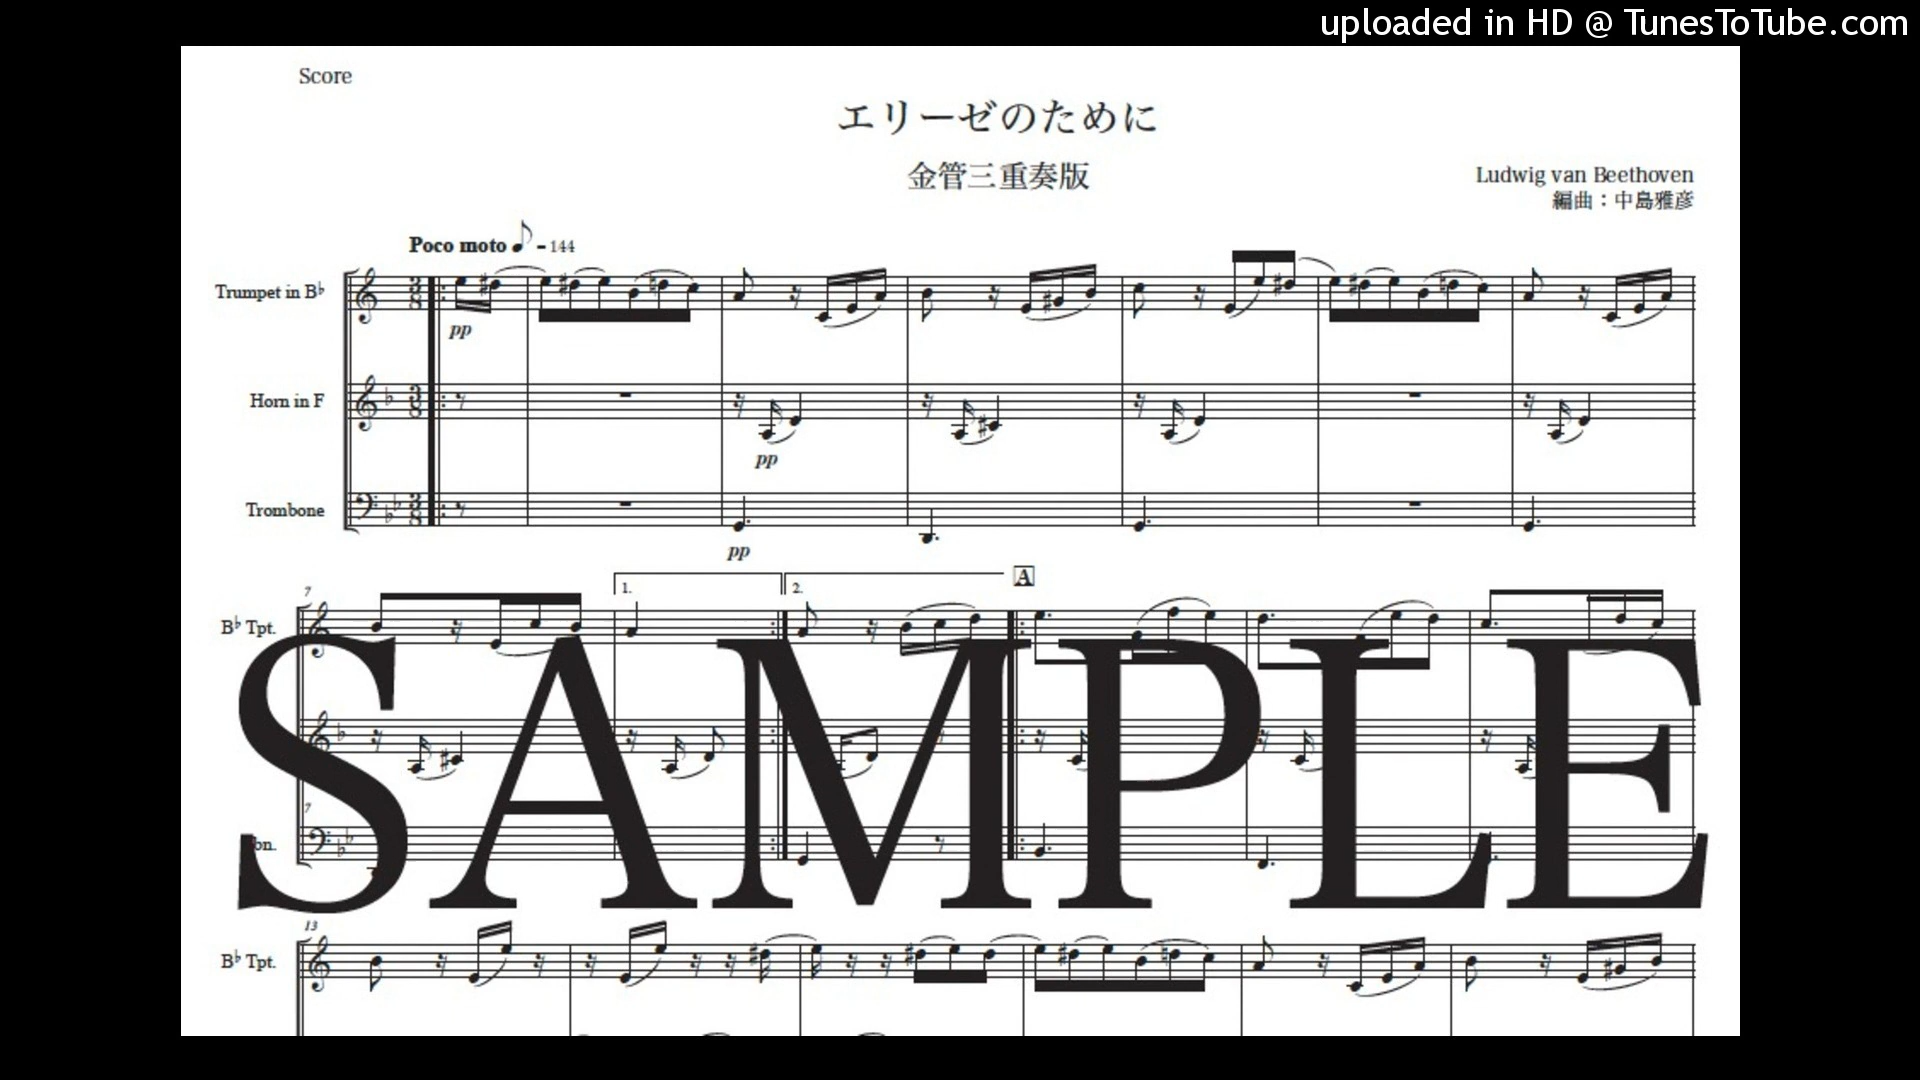 uploaded in HD @ TunesToTube.com
Score
エリーゼのために
金管三重奏版
Ludwig van Beethoven
編曲：中島雅彦
Poco moto ♪ = 144
Trumpet in B♭
pp
Horn in F
pp
Trombone
pp
7
1.
2.
A
B♭ Tpt.
7
bn.
SAMPLE
13
B♭ Tpt.